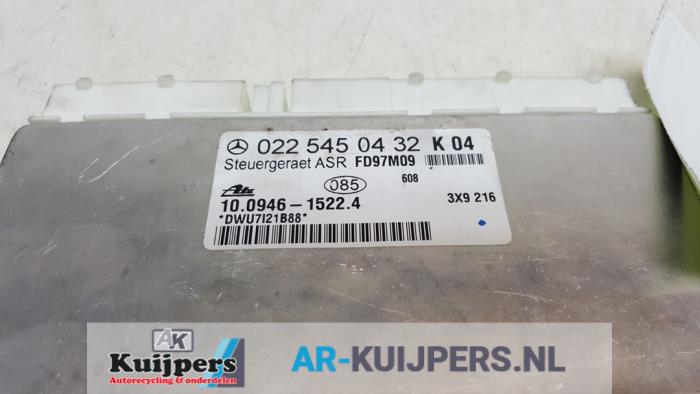 022 545 04 32 K 04
Steuergeraet ASR FD97M09
085 608
Ate
10.0946-1522.4 3X9 216
*DWU7I21B88*
AK
Kuijpers
Autorecycling & onderdelen
AR-KUIJPERS.NL